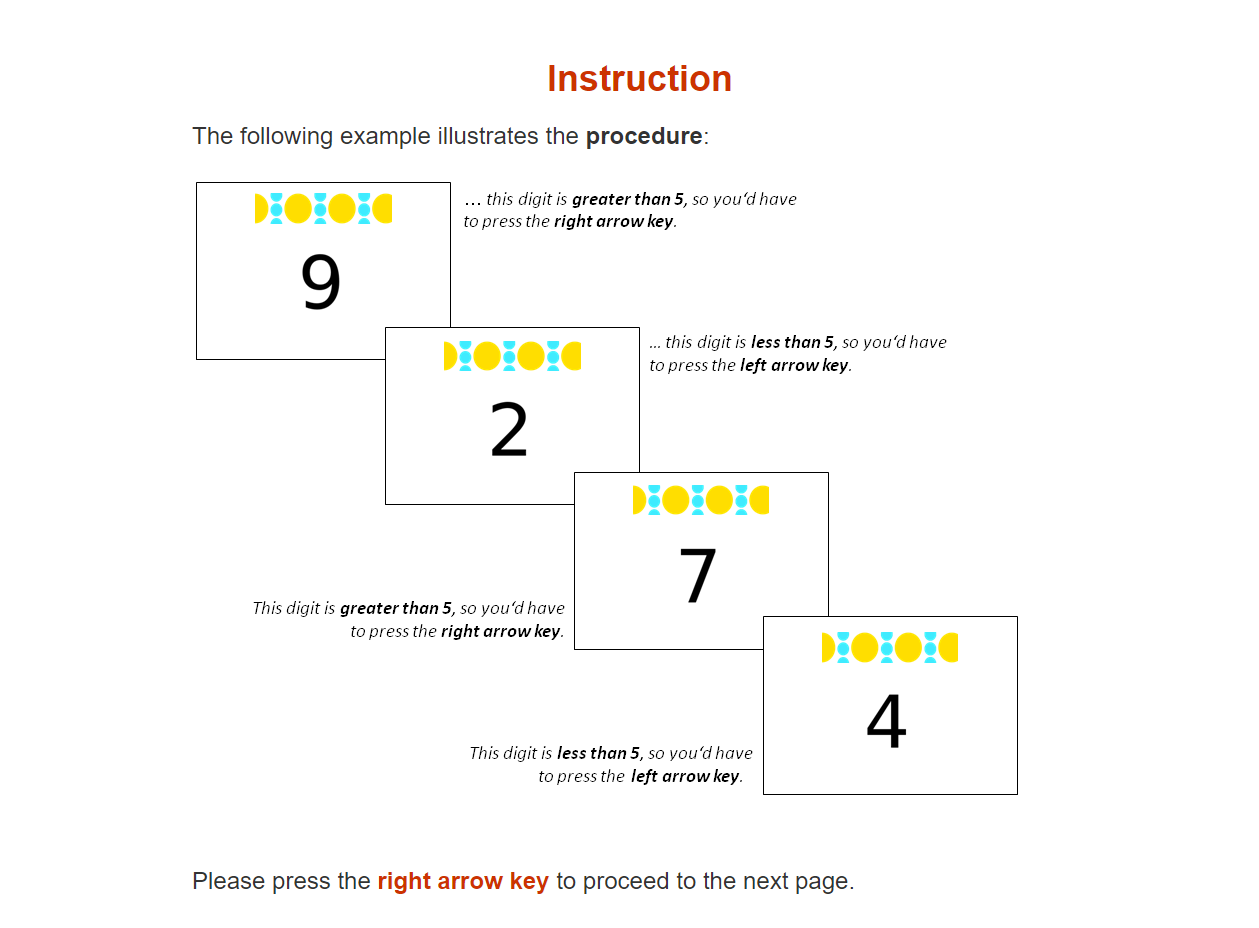 Instruction
The following example illustrates the procedure:
9
… this digit is greater than 5, so you‘d have
to press the right arrow key.
2
... this digit is less than 5, so you‘d have
to press the left arrow key.
7
This digit is greater than 5, so you‘d have
to press the right arrow key.
4
This digit is less than 5, so you‘d have
to press the left arrow key.
Please press the right arrow key to proceed to the next page.